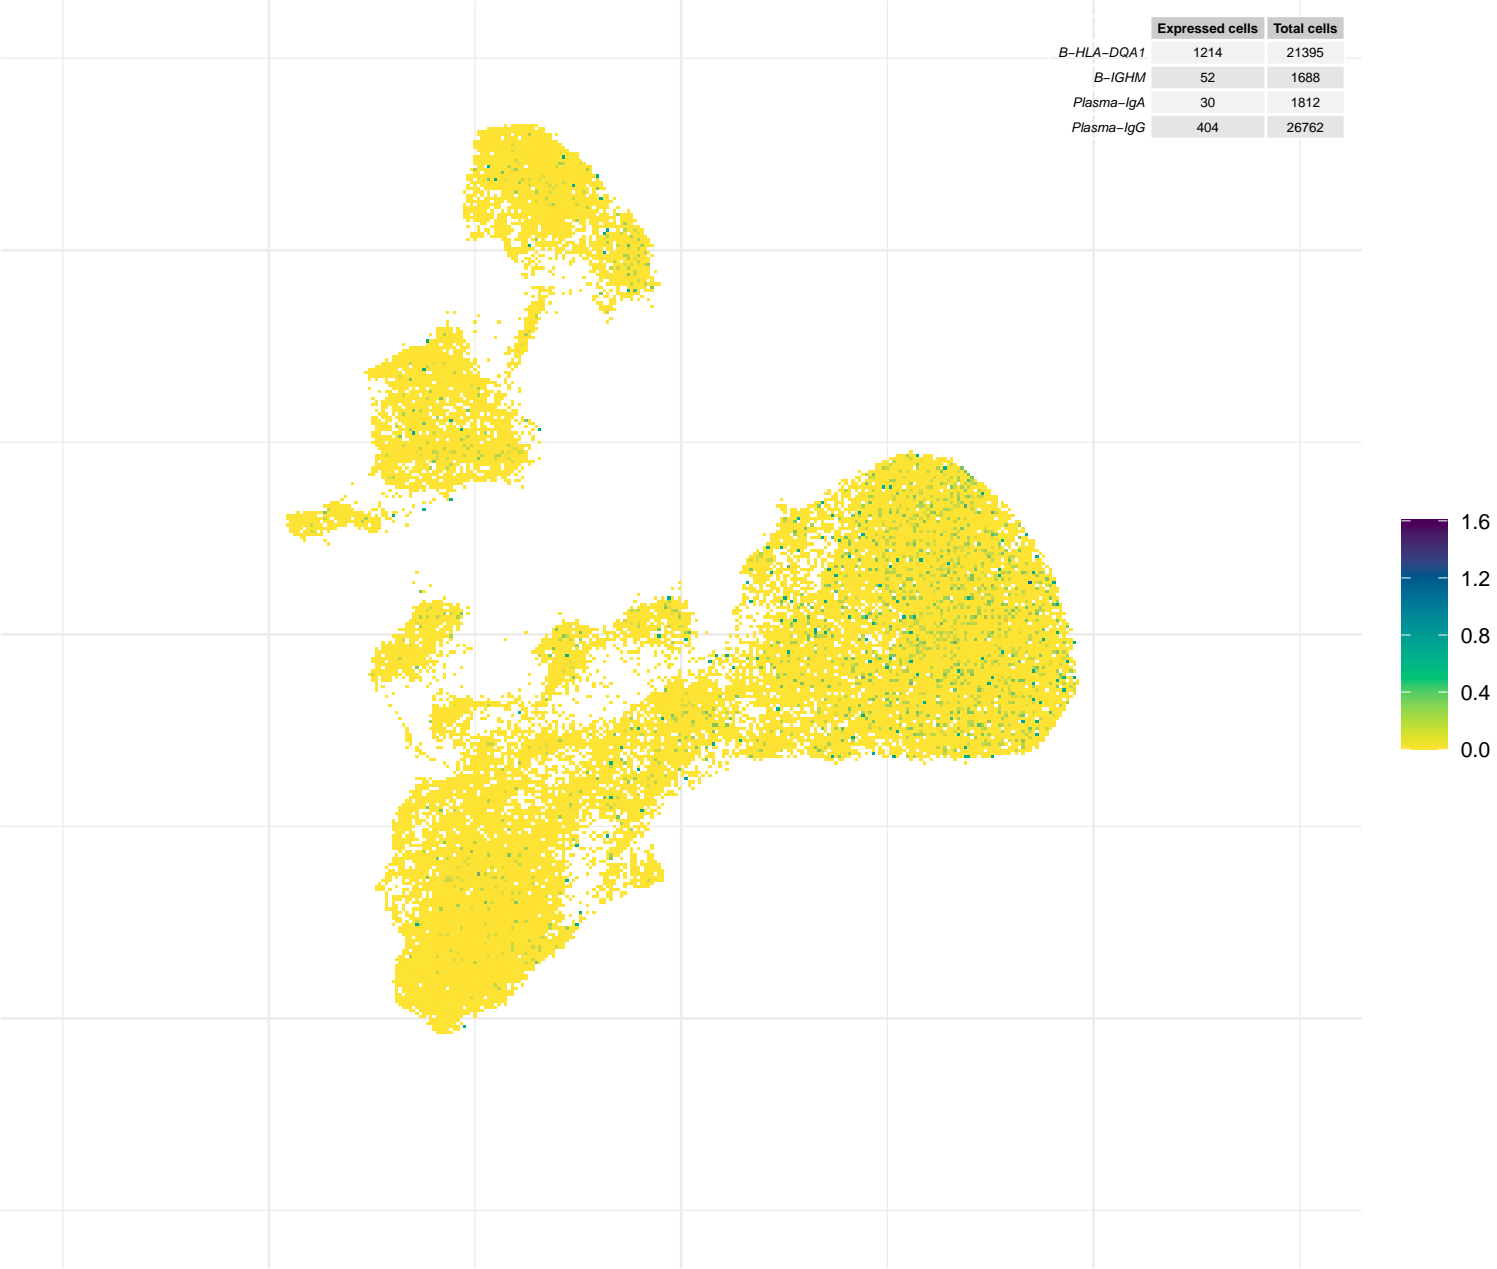 Expressed cells Total cells
B−HLA−DQA1 1214 21395
B−IGHM 52 1688
Plasma−IgA 30 1812
Plasma−IgG 404 26762
1.6
1.2
0.8
0.4
0.0